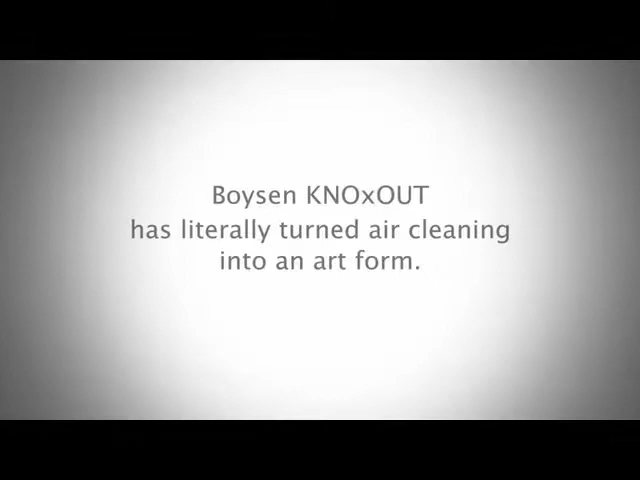 Boysen KNOxOUT
has literally turned air cleaning
into an art form.